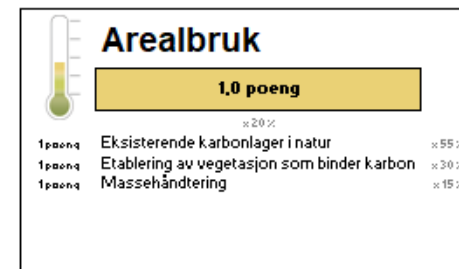 Arealbruk
1,0 poeng
x20%
1poeng Eksisterende karbonlager i natur x55%
1poeng Etablering av vegetasjon som binder karbon x30%
1poeng Massehåndtering x15%